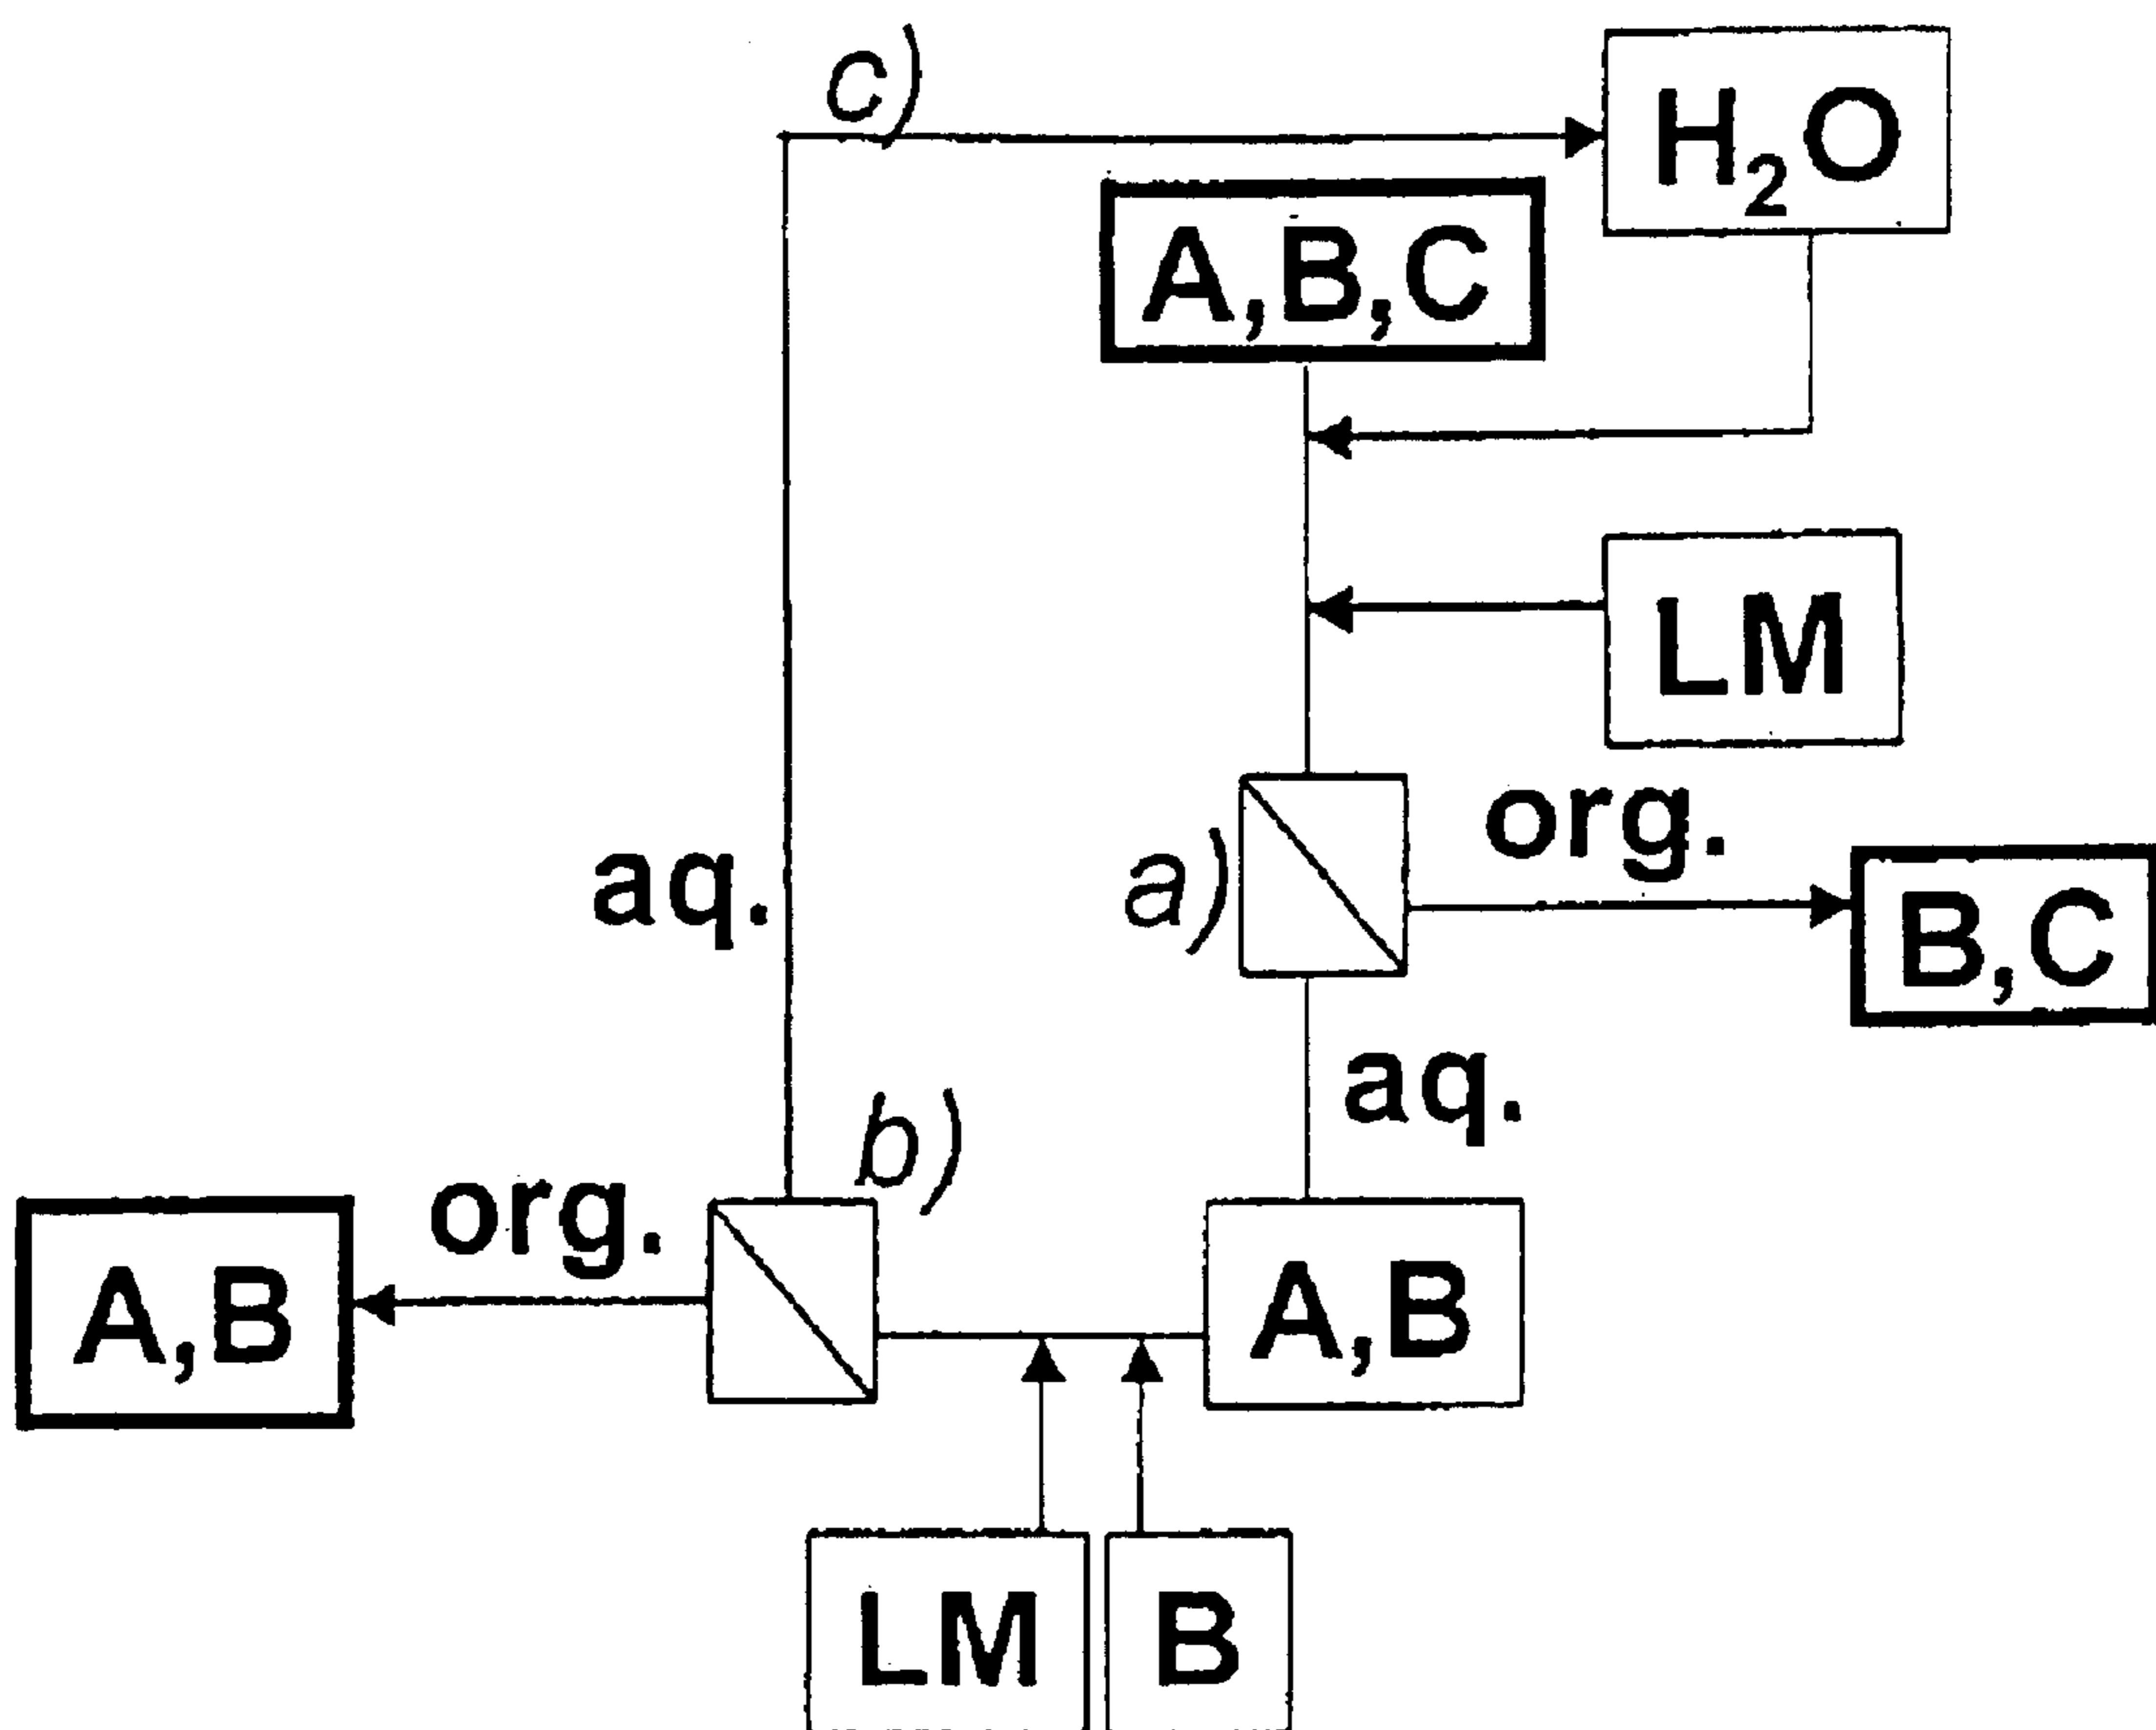 c)
H₂O
A,B,C
LM
org.
a)
B,C
aq.
aq.
b)
org.
A,B
A,B
LM
B